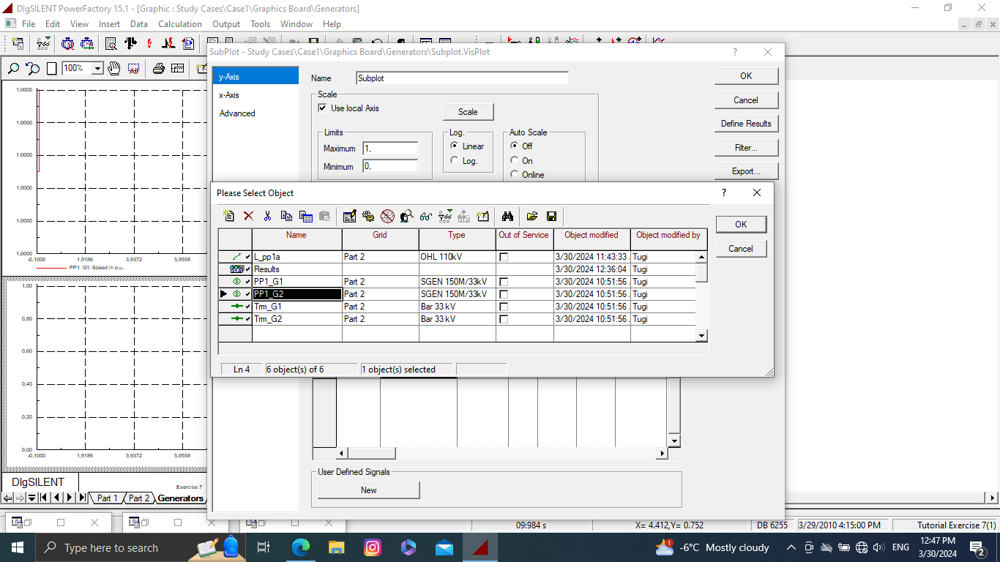 DIgSILENT PowerFactory 15.1 - [Graphic : Study Cases\Case1\Graphics Board\Generators]
File Edit View Insert Data Calculation Output Tools Window Help
100%
SubPlot - Study Cases\Case1\Graphics Board\Generators\Subplot.VisPlot
y-Axis
x-Axis
Advanced
Name Subplot
Scale
Use local Axis
Scale
Limits
Maximum 1,
Minimum 0,
Log.
Linear
Log.
Auto Scale
Off
On
Online
OK
Cancel
Define Results
Filter...
Export...
1,0000
1,0000
1,0000
1,0000
1,0000
1,0000
-0,1000 1,9186 3,9372 5,9558
PP1 G1: Speed in p.u.
Please Select Object
OK
Cancel
Name Grid Type Out of Service Object modified Object modified by
L_pp1a Part 2 OHL 110kV 3/30/2024 11:43:33 Tugi
Results 3/30/2024 12:36:04 Tugi
PP1_G1 Part 2 SGEN 150M/33kV 3/30/2024 10:51:56 Tugi
PP1_G2 Part 2 SGEN 150M/33kV 3/30/2024 10:51:56 Tugi
Trm_G1 Part 2 Bar 33 kV 3/30/2024 10:51:56 Tugi
Trm_G2 Part 2 Bar 33 kV 3/30/2024 10:51:56 Tugi
Ln 4 6 object(s) of 6 1 object(s) selected
1,00
0,80
0,60
0,40
0,20
0,00
-0,1000 1,9186 3,9372 5,9558
User Defined Signals
New
DIgSILENT
Exercise 7
Part 1 Part 2 Generators
09:984 s X= 4.412,Y= 0.752 DB 6255 3/29/2010 4:15:00 PM Tutorial Exercise 7(1)
Type here to search
1
-6°C Mostly cloudy
ENG
12:47 PM
3/30/2024
2